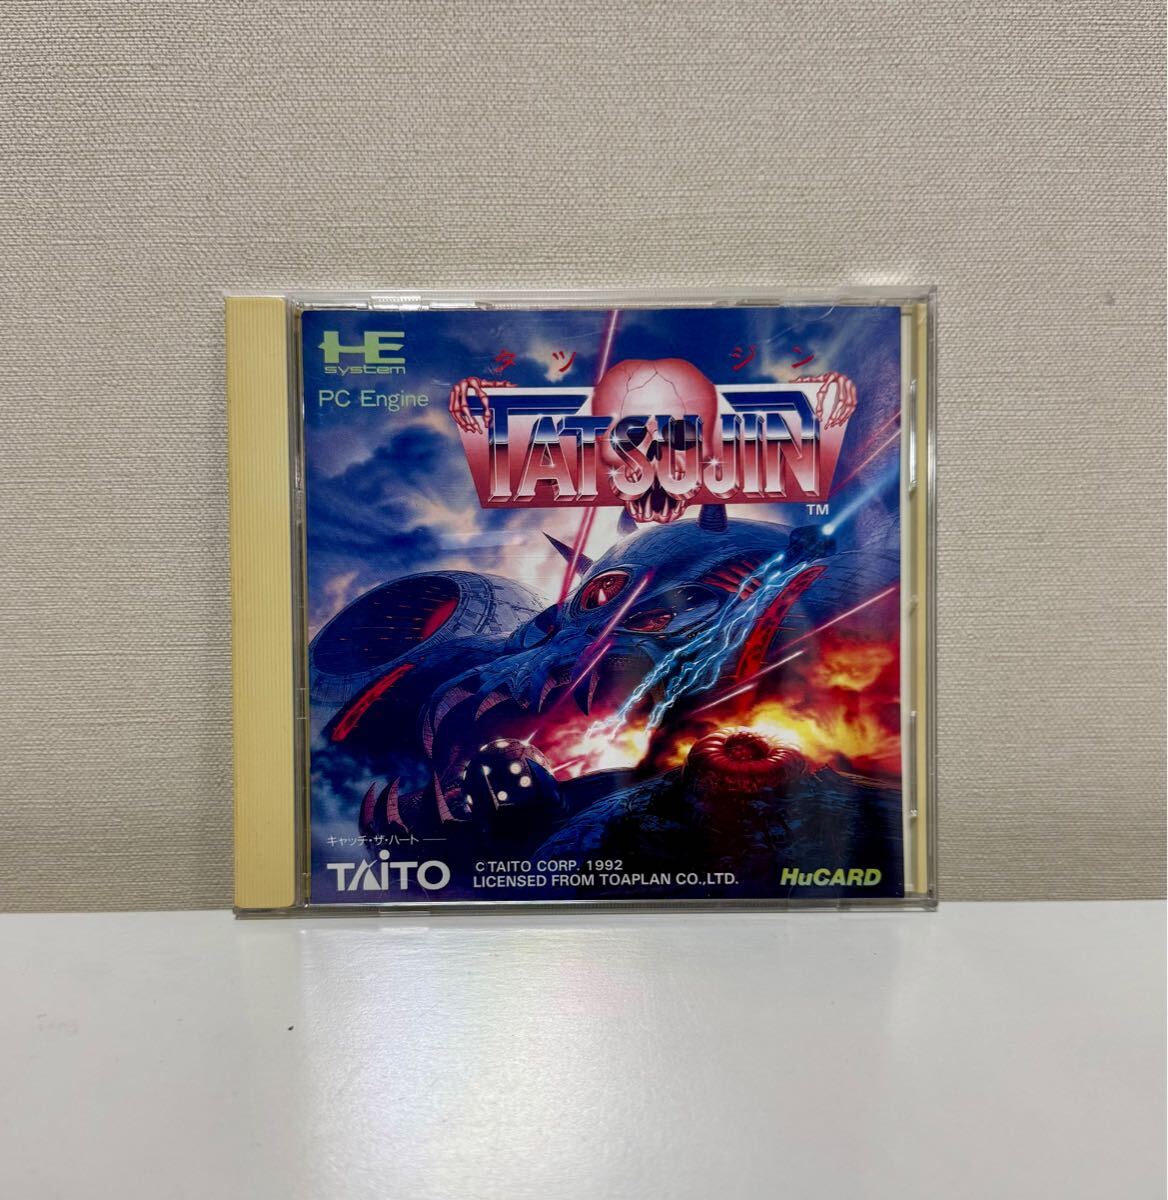 HE
system
PC Engine
タツジン
TATSUJIN
TM
キャッチ・ザ・ハート
TAITO
© TAITO CORP. 1992
LICENSED FROM TOAPLAN CO.,LTD.
HuCARD